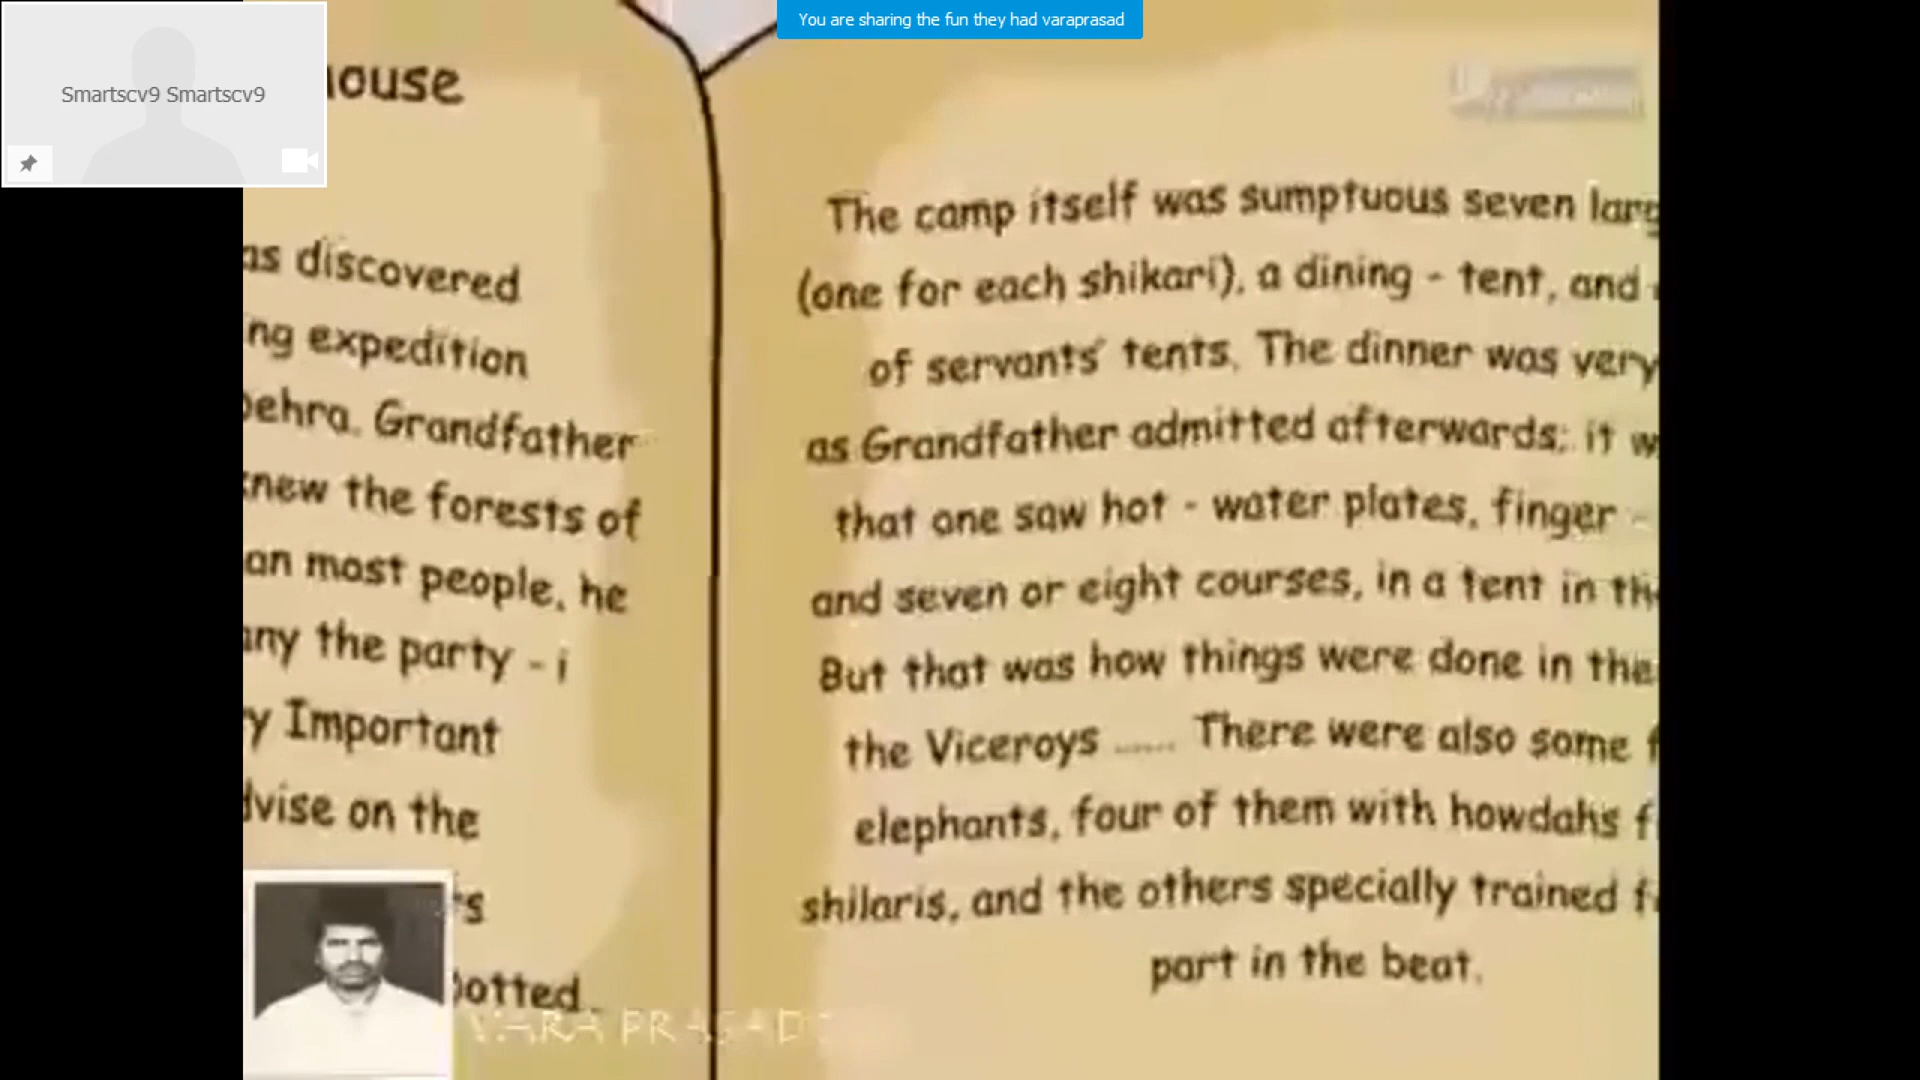 You are sharing the fun they had varaprasad
Smartscv9 Smartscv9
ouse
as discovered
ng expedition
ehra. Grandfather
new the forests of
an most people, he
any the party - i
y Important
dvise on the
rs
otted.
The camp itself was sumptuous seven larg
(one for each shikari), a dining - tent, and
of servants' tents. The dinner was very
as Grandfather admitted afterwards; it w
that one saw hot - water plates, finger -
and seven or eight courses, in a tent in th
But that was how things were done in the
the Viceroys ...... There were also some f
elephants, four of them with howdahs f
shilaris, and the others specially trained f
part in the beat.
VARA PRASAD